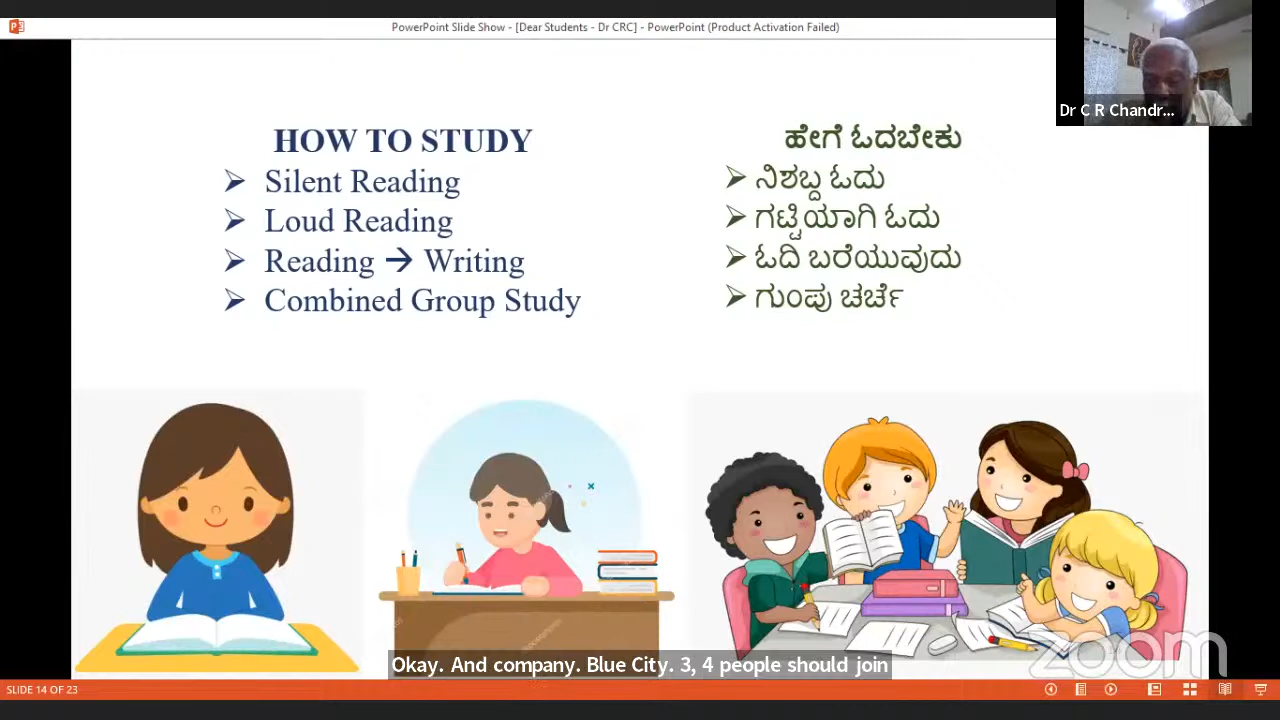 PowerPoint Slide Show - [Dear Students - Dr CRC] - PowerPoint (Product Activation Failed)
Dr C R Chandr...
HOW TO STUDY
➢ Silent Reading
➢ Loud Reading
➢ Reading → Writing
➢ Combined Group Study
ಹೇಗೆ ಓದಬೇಕು
➢ ನಿಶಬ್ದ ಓದು
➢ ಗಟ್ಟಿಯಾಗಿ ಓದು
➢ ಓದಿ ಬರೆಯುವುದು
➢ ಗುಂಪು ಚರ್ಚೆ
zoom
Okay. And company. Blue City. 3, 4 people should join
SLIDE 14 OF 23